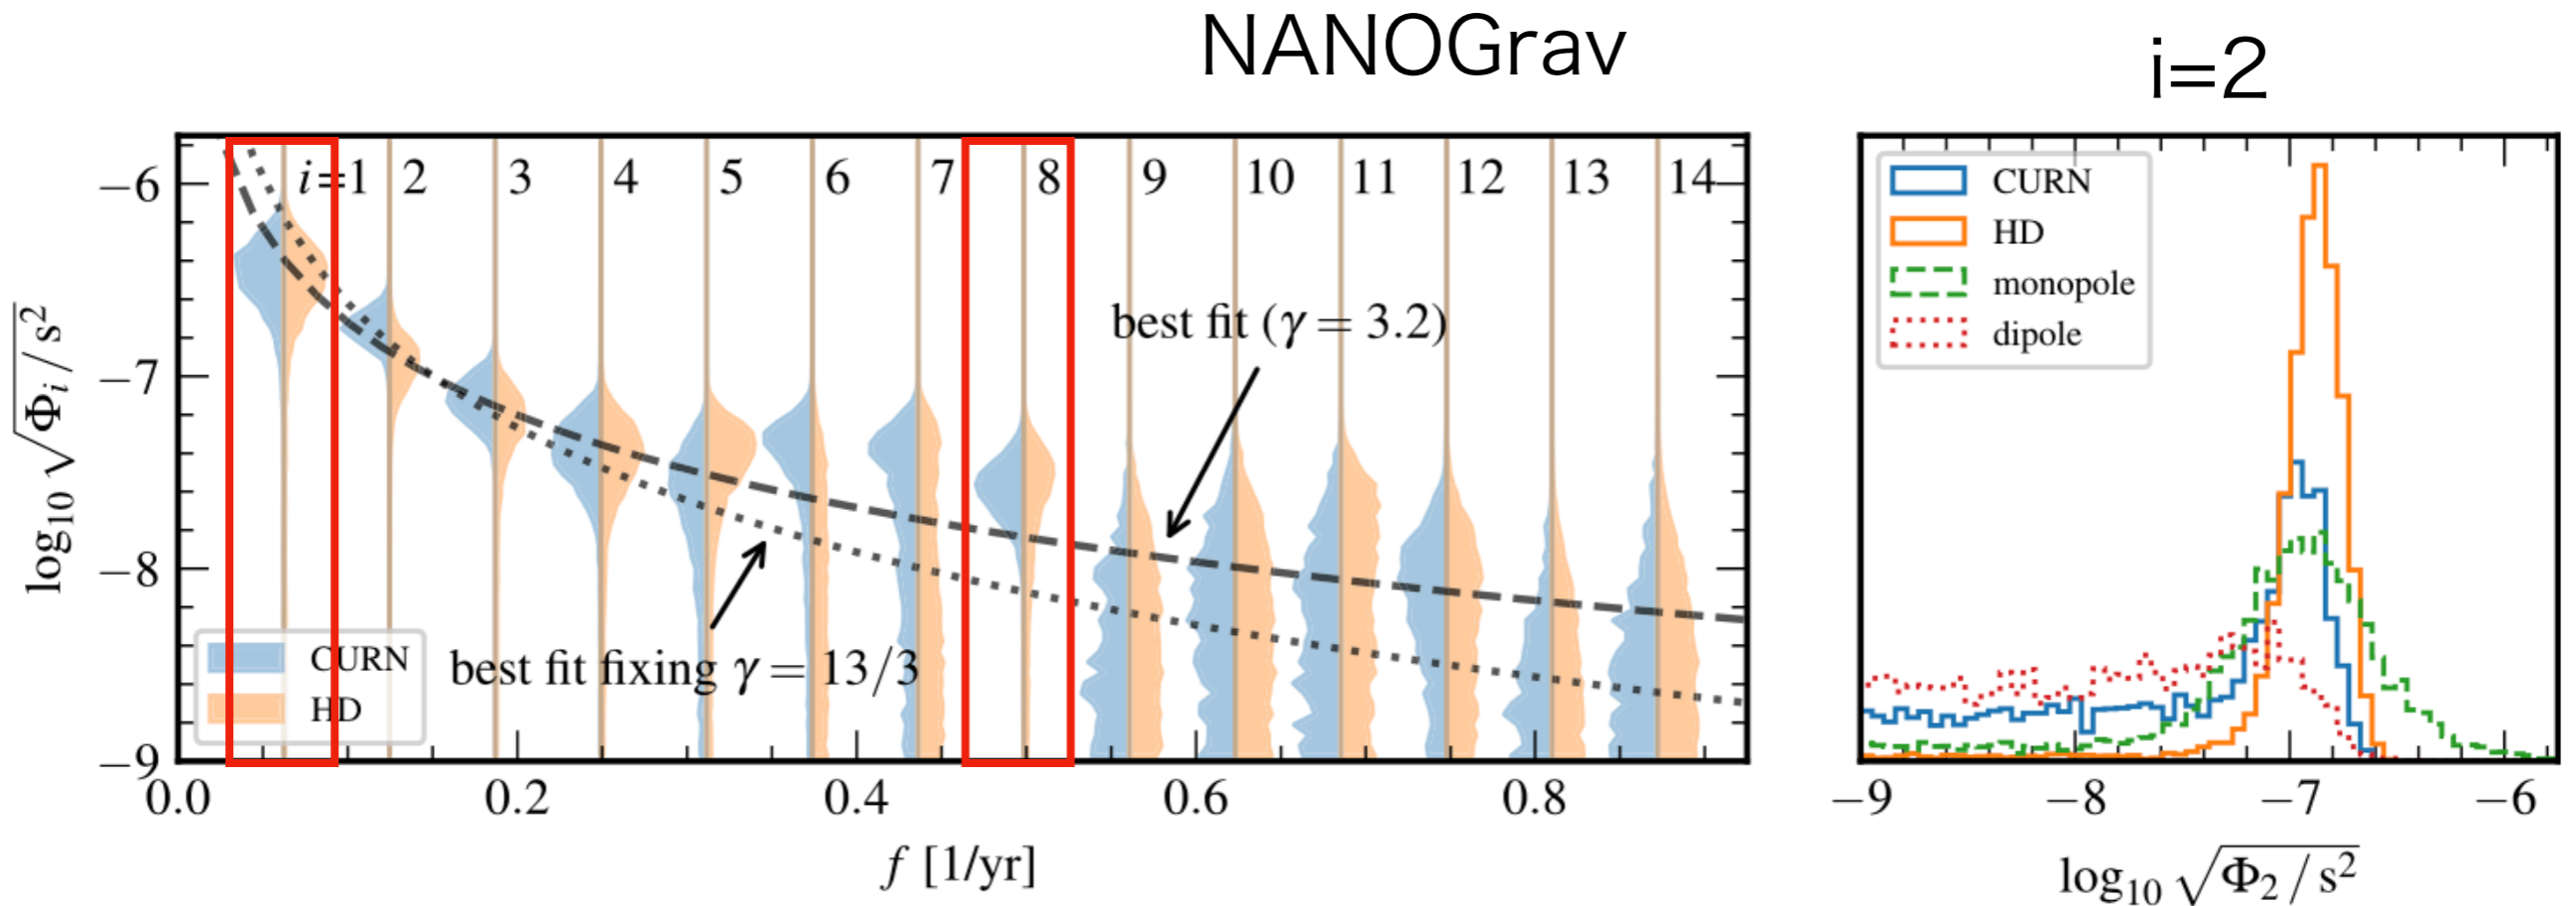 NANOGrav
i=2
i=1 2 3 4 5 6 7 8 9 10 11 12 13 14
−6
−7
−8
−9
log₁₀ √Φᵢ / s²
best fit (γ = 3.2)
best fit fixing γ = 13/3
CURN
HD
0.0 0.2 0.4 0.6 0.8
f [1/yr]
CURN
HD
monopole
dipole
−9 −8 −7 −6
log₁₀ √Φ₂ / s²